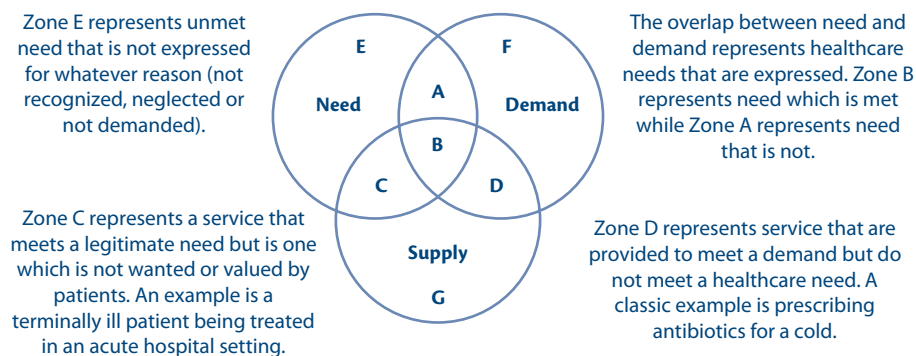 Zone E represents unmet
need that is not expressed
for whatever reason (not
recognized, neglected or
not demanded).
E
F
A
Need
Demand
B
C
D
Supply
G
The overlap between need and
demand represents healthcare
needs that are expressed. Zone B
represents need which is met
while Zone A represents need
that is not.
Zone C represents a service that
meets a legitimate need but is one
which is not wanted or valued by
patients. An example is a
terminally ill patient being treated
in an acute hospital setting.
Zone D represents service that are
provided to meet a demand but do
not meet a healthcare need. A
classic example is prescribing
antibiotics for a cold.